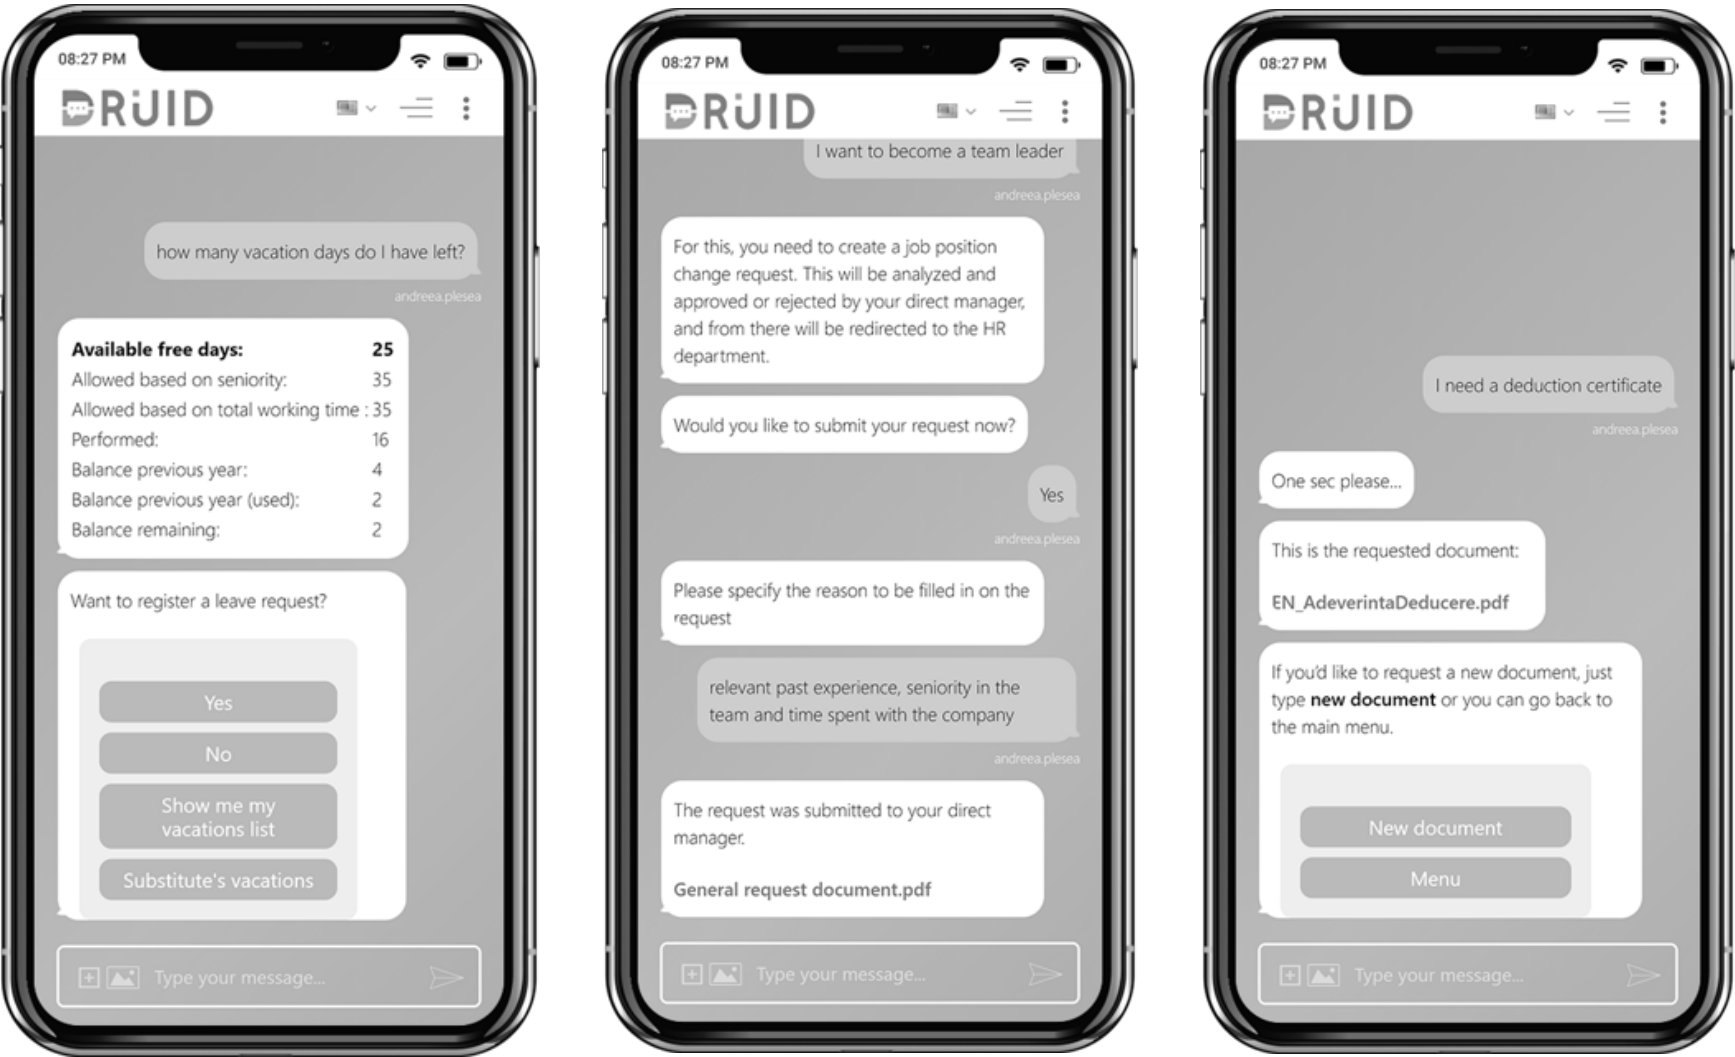 08:27 PM
DRUID
how many vacation days do I have left?
andreea.plesea
Available free days: 25
Allowed based on seniority: 35
Allowed based on total working time : 35
Performed: 16
Balance previous year: 4
Balance previous year (used): 2
Balance remaining: 2
Want to register a leave request?
Yes
No
Show me my
vacations list
Substitute's vacations
Type your message...
08:27 PM
DRUID
I want to become a team leader
andreea.plesea
For this, you need to create a job position
change request. This will be analyzed and
approved or rejected by your direct manager,
and from there will be redirected to the HR
department.
Would you like to submit your request now?
Yes
andreea.plesea
Please specify the reason to be filled in on the
request
relevant past experience, seniority in the
team and time spent with the company
andreea.plesea
The request was submitted to your direct
manager.
General request document.pdf
Type your message...
08:27 PM
DRUID
I need a deduction certificate
andreea.plesea
One sec please...
This is the requested document:
EN_AdeverintaDeducere.pdf
If you'd like to request a new document, just
type new document or you can go back to
the main menu.
New document
Menu
Type your message...